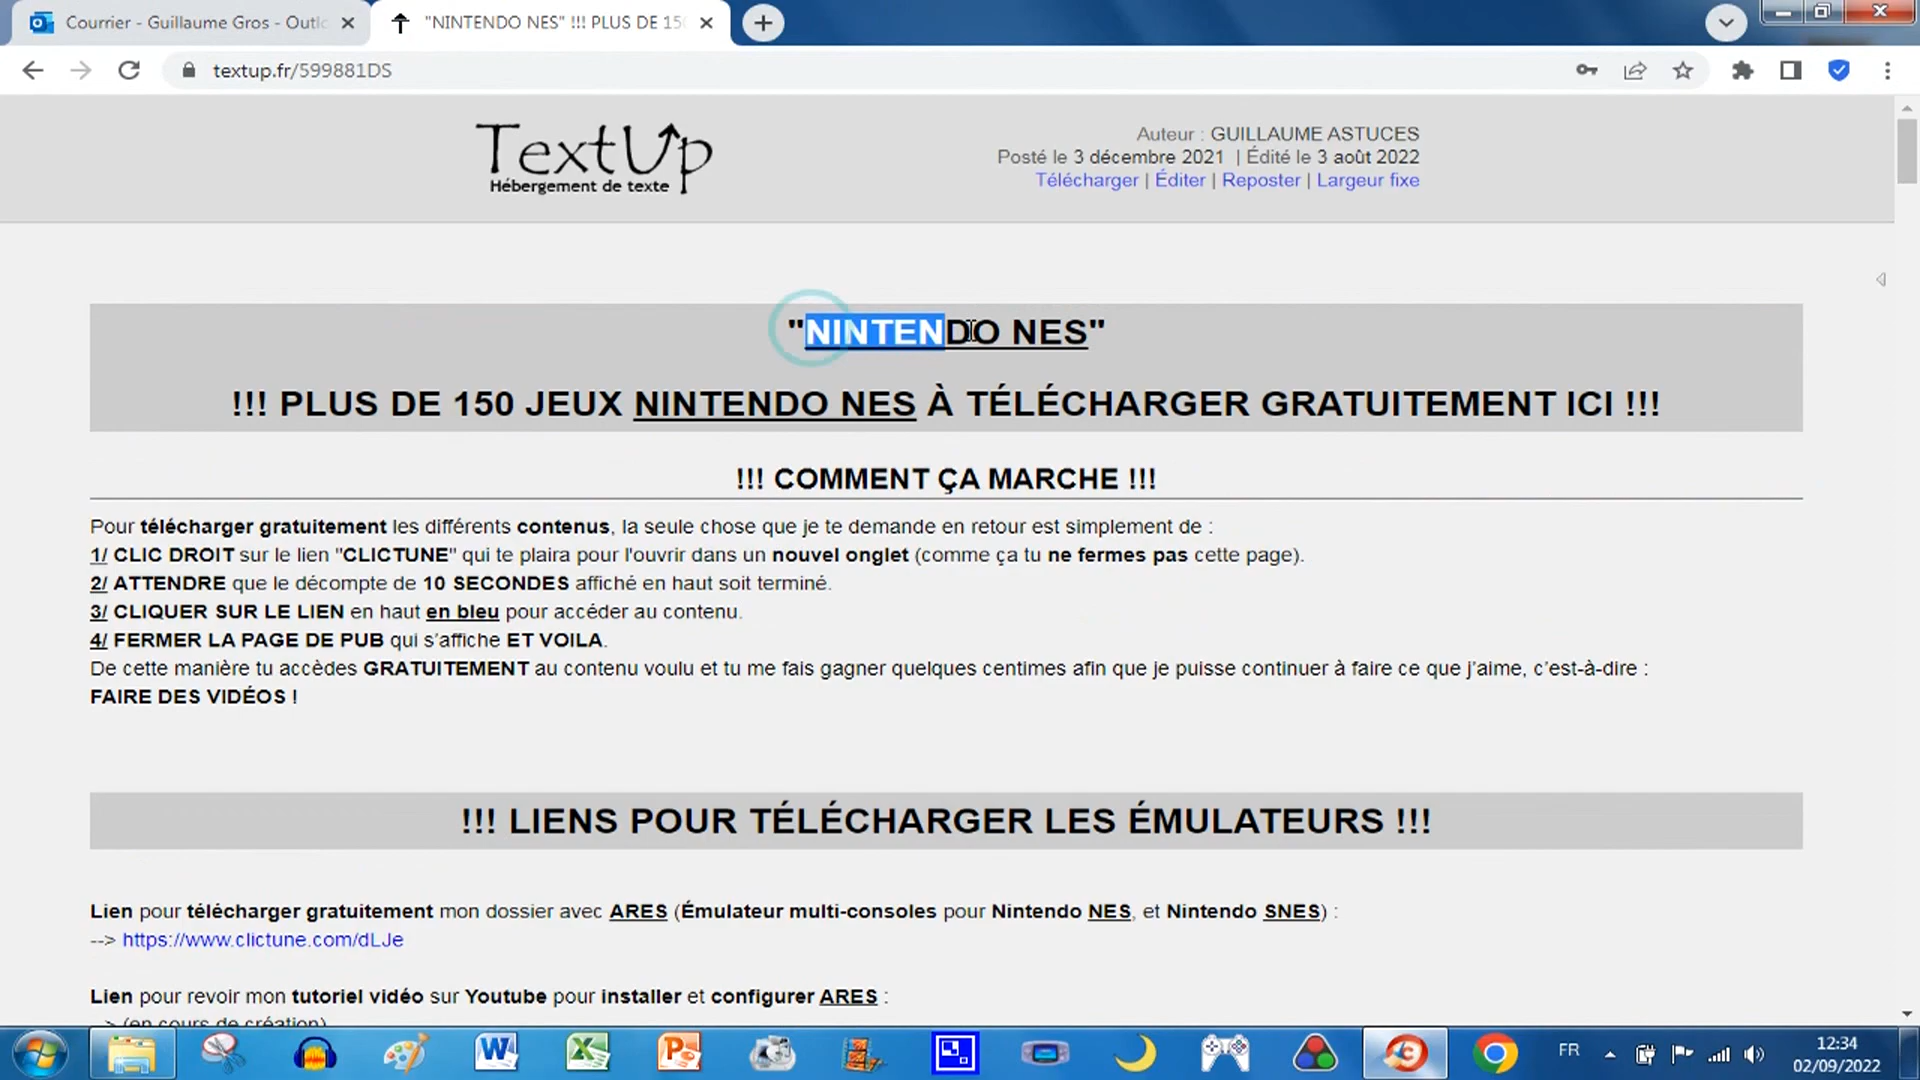 Courrier - Guillaume Gros - Outl
"NINTENDO NES" !!! PLUS DE 15
textup.fr/599881DS
TextUp
Hébergement de texte
Auteur : GUILLAUME ASTUCES
Posté le 3 décembre 2021 | Édité le 3 août 2022
Télécharger | Éditer | Reposter | Largeur fixe
"NINTENDO NES"
!!! PLUS DE 150 JEUX NINTENDO NES À TÉLÉCHARGER GRATUITEMENT ICI !!!
!!! COMMENT ÇA MARCHE !!!
Pour télécharger gratuitement les différents contenus, la seule chose que je te demande en retour est simplement de :
1/ CLIC DROIT sur le lien "CLICTUNE" qui te plaira pour l'ouvrir dans un nouvel onglet (comme ça tu ne fermes pas cette page).
2/ ATTENDRE que le décompte de 10 SECONDES affiché en haut soit terminé.
3/ CLIQUER SUR LE LIEN en haut en bleu pour accéder au contenu.
4/ FERMER LA PAGE DE PUB qui s'affiche ET VOILA.
De cette manière tu accèdes GRATUITEMENT au contenu voulu et tu me fais gagner quelques centimes afin que je puisse continuer à faire ce que j'aime, c'est-à-dire :
FAIRE DES VIDÉOS !
!!! LIENS POUR TÉLÉCHARGER LES ÉMULATEURS !!!
Lien pour télécharger gratuitement mon dossier avec ARES (Émulateur multi-consoles pour Nintendo NES, et Nintendo SNES) :
--> https://www.clictune.com/dLJe
Lien pour revoir mon tutoriel vidéo sur Youtube pour installer et configurer ARES :
--> (en cours de création)
FR
12:34
02/09/2022